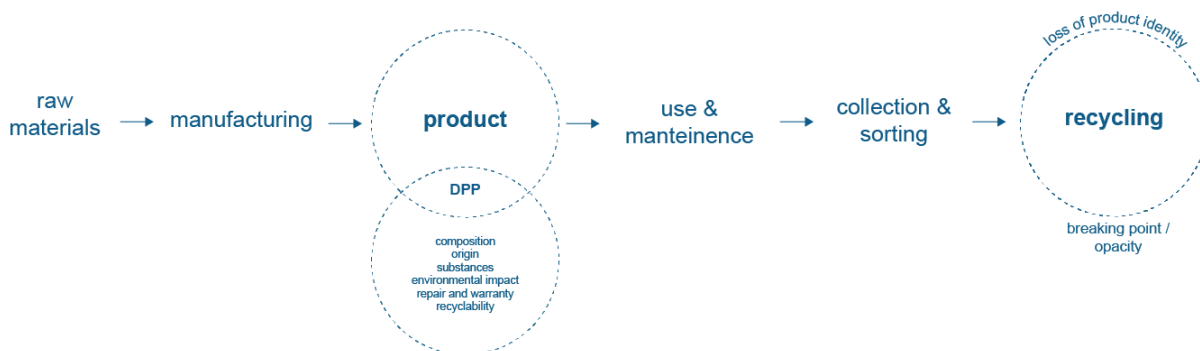 raw
materials
manufacturing
product
DPP
composition
origin
substances
environmental impact
repair and warranty
recyclability
use &
manteinence
collection &
sorting
loss of product identity
recycling
breaking point /
opacity